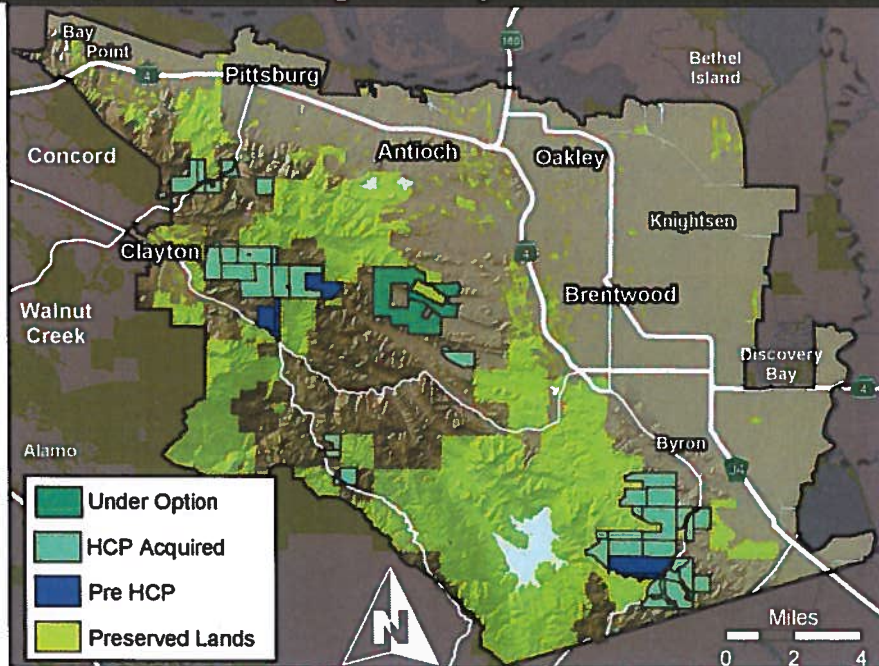 Bay
Point
4
Pittsburg
160
Bethel
Island
Concord
Antioch
Oakley
Knightsen
Clayton
4
Brentwood
Walnut
Creek
Discovery
Bay
4
Alamo
Byron
J4
Under Option
HCP Acquired
Pre HCP
Preserved Lands
N
Miles
0 2 4